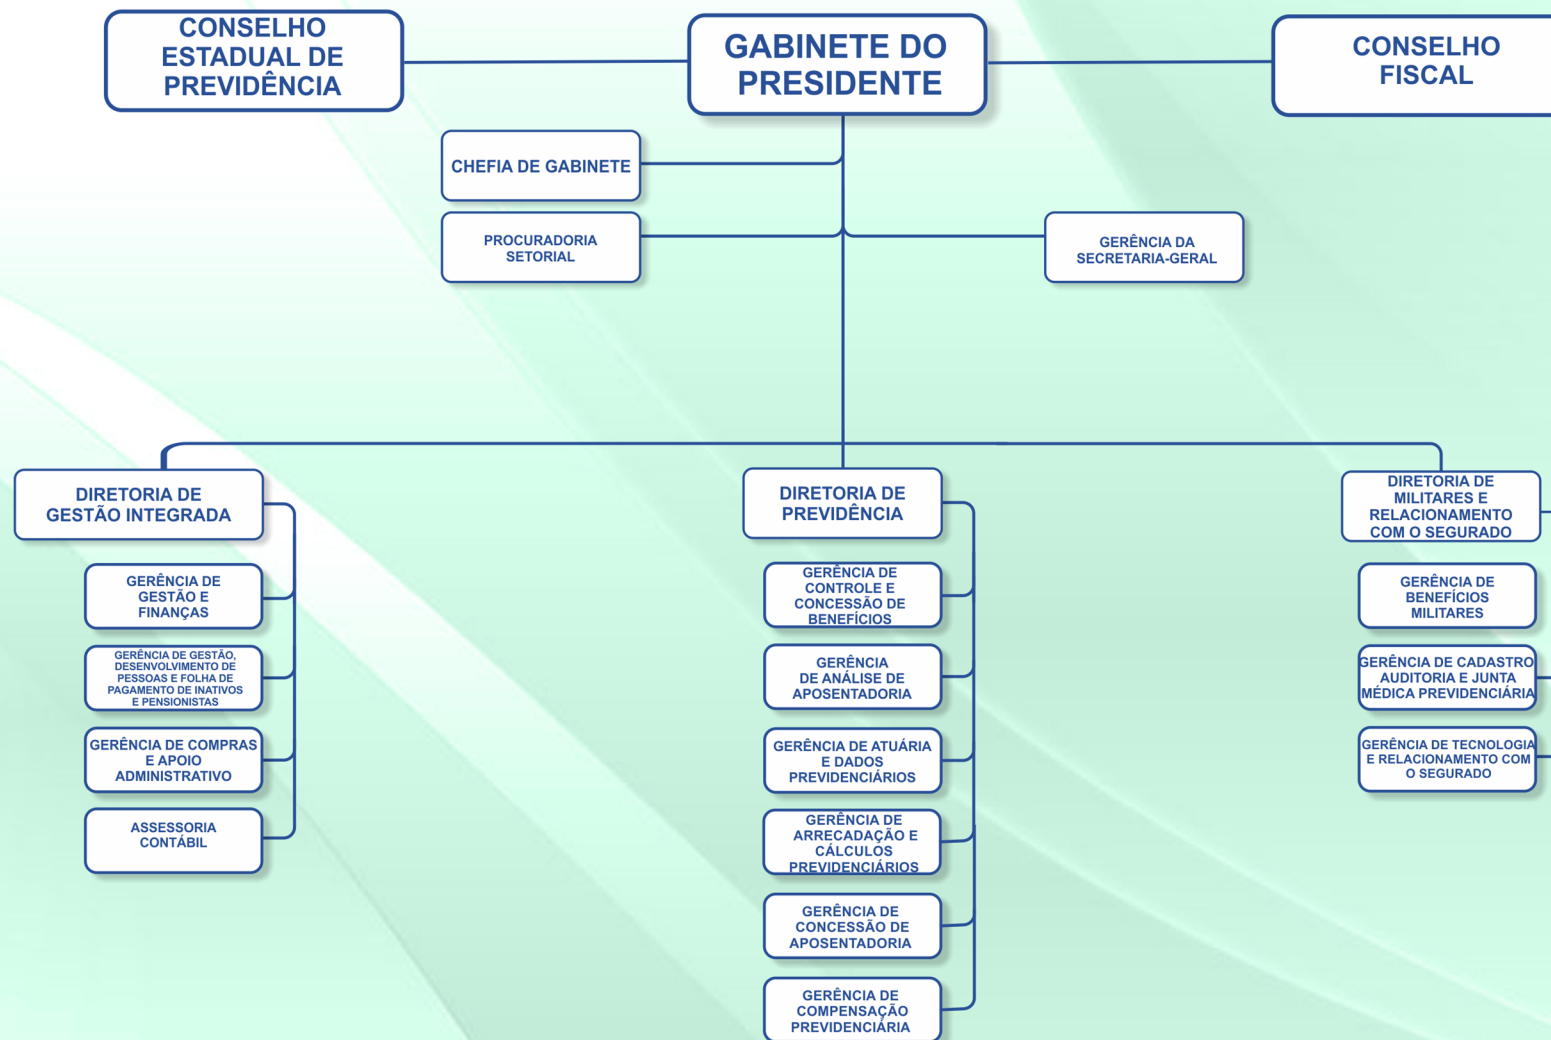 CONSELHO
ESTADUAL DE
PREVIDÊNCIA
GABINETE DO
PRESIDENTE
CONSELHO
FISCAL
CHEFIA DE GABINETE
PROCURADORIA
SETORIAL
GERÊNCIA DA
SECRETARIA-GERAL
DIRETORIA DE
GESTÃO INTEGRADA
GERÊNCIA DE
GESTÃO E
FINANÇAS
GERÊNCIA DE GESTÃO,
DESENVOLVIMENTO DE
PESSOAS E FOLHA DE
PAGAMENTO DE INATIVOS
E PENSIONISTAS
GERÊNCIA DE COMPRAS
E APOIO
ADMINISTRATIVO
ASSESSORIA
CONTÁBIL
DIRETORIA DE
PREVIDÊNCIA
GERÊNCIA DE
CONTROLE E
CONCESSÃO DE
BENEFÍCIOS
GERÊNCIA
DE ANÁLISE DE
APOSENTADORIA
GERÊNCIA DE ATUÁRIA
E DADOS
PREVIDENCIÁRIOS
GERÊNCIA DE
ARRECADAÇÃO E
CÁLCULOS
PREVIDENCIÁRIOS
GERÊNCIA DE
CONCESSÃO DE
APOSENTADORIA
GERÊNCIA DE
COMPENSAÇÃO
PREVIDENCIÁRIA
DIRETORIA DE
MILITARES E
RELACIONAMENTO
COM O SEGURADO
GERÊNCIA DE
BENEFÍCIOS
MILITARES
GERÊNCIA DE CADASTRO
AUDITORIA E JUNTA
MÉDICA PREVIDENCIÁRIA
GERÊNCIA DE TECNOLOGIA
E RELACIONAMENTO COM
O SEGURADO